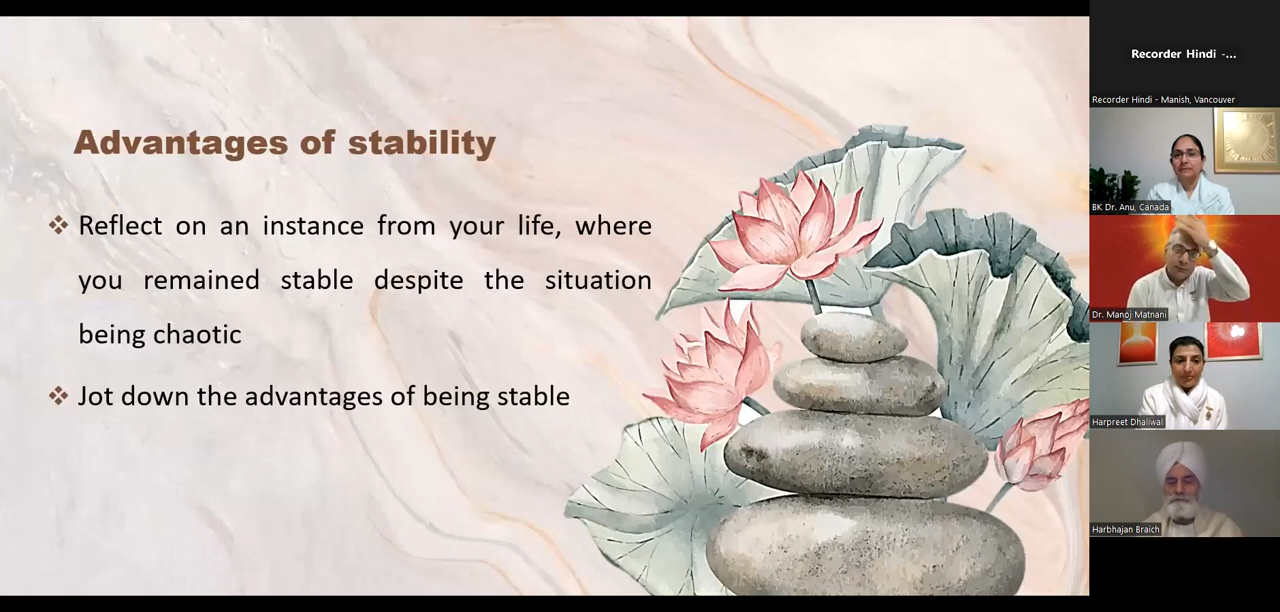 Advantages of stability
❖ Reflect on an instance from your life, where
you remained stable despite the situation
being chaotic
❖ Jot down the advantages of being stable
Recorder Hindi -...
Recorder Hindi - Manish, Vancouver
BK Dr. Anu, Canada
Dr. Manoj Matnani
Harpreet Dhaliwal
Harbhajan Braich